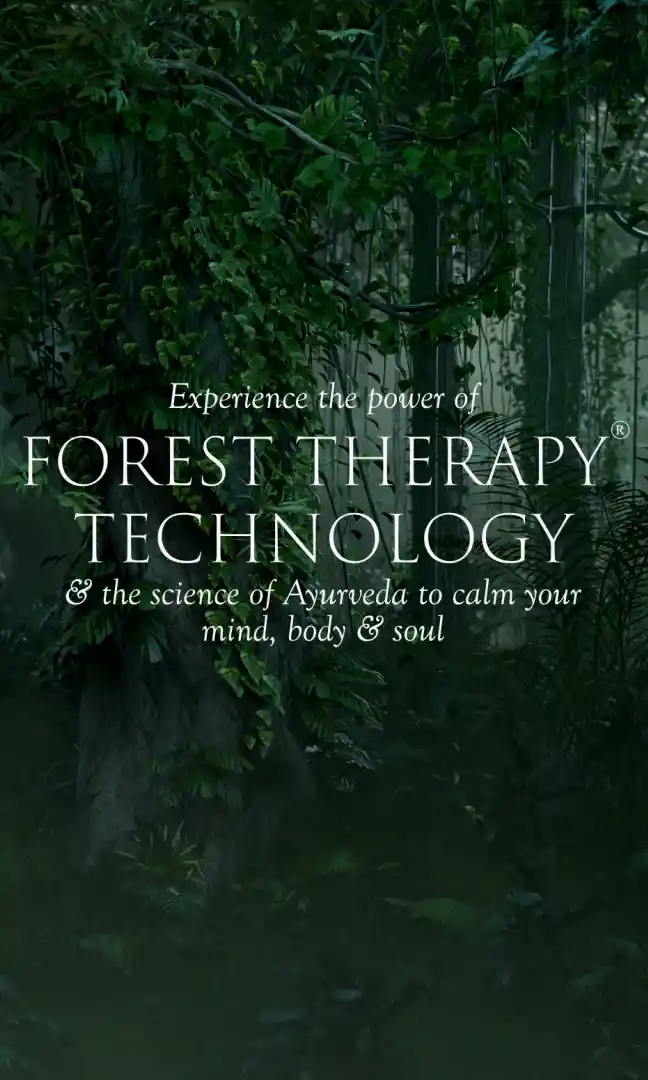 Experience the power of
FOREST THERAPY®
TECHNOLOGY
& the science of Ayurveda to calm your
mind, body & soul